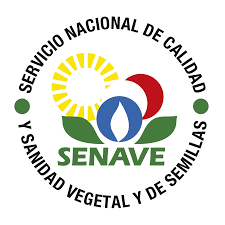 SERVICIO NACIONAL DE CALIDAD
SENAVE
Y SANIDAD VEGETAL Y DE SEMILLAS